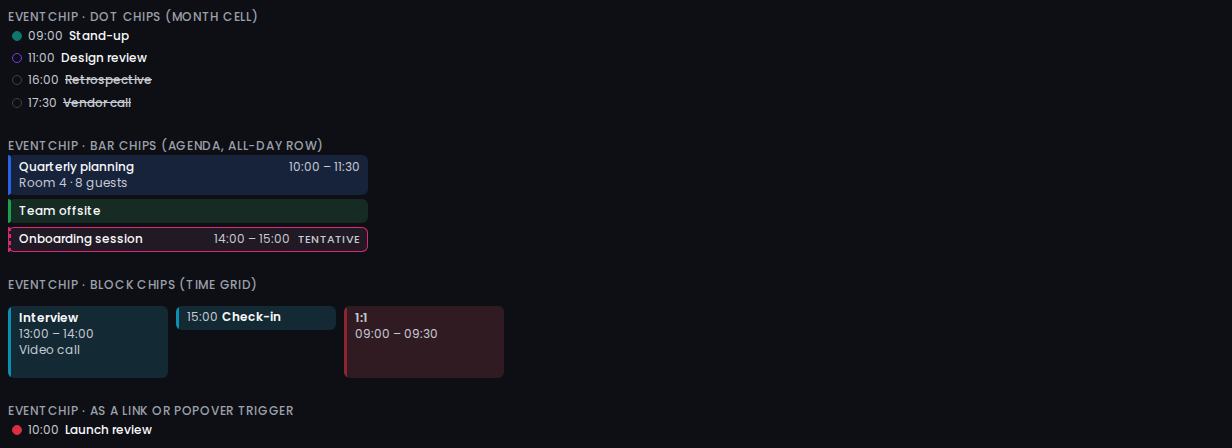 EVENTCHIP · DOT CHIPS (MONTH CELL)
09:00 Stand-up
11:00 Design review
16:00 Retrospective
17:30 Vendor call
EVENTCHIP · BAR CHIPS (AGENDA, ALL-DAY ROW)
Quarterly planning 10:00 – 11:30
Room 4 · 8 guests
Team offsite
Onboarding session 14:00 – 15:00 TENTATIVE
EVENTCHIP · BLOCK CHIPS (TIME GRID)
Interview
13:00 – 14:00
Video call
15:00 Check-in
1:1
09:00 – 09:30
EVENTCHIP · AS A LINK OR POPOVER TRIGGER
10:00 Launch review